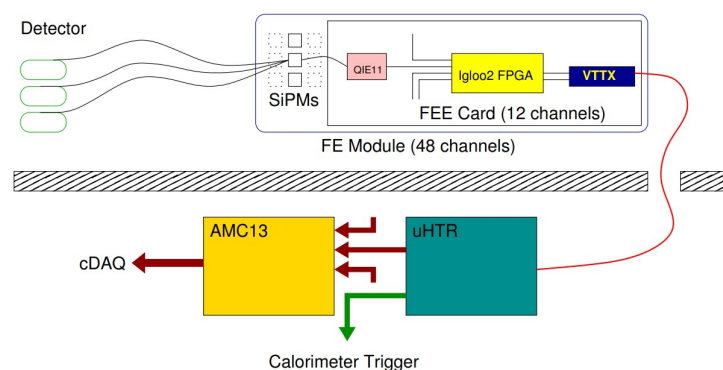 Detector
QIE11
Igloo2 FPGA
VTTX
SiPMs
FEE Card (12 channels)
FE Module (48 channels)
AMC13
uHTR
cDAQ
Calorimeter Trigger